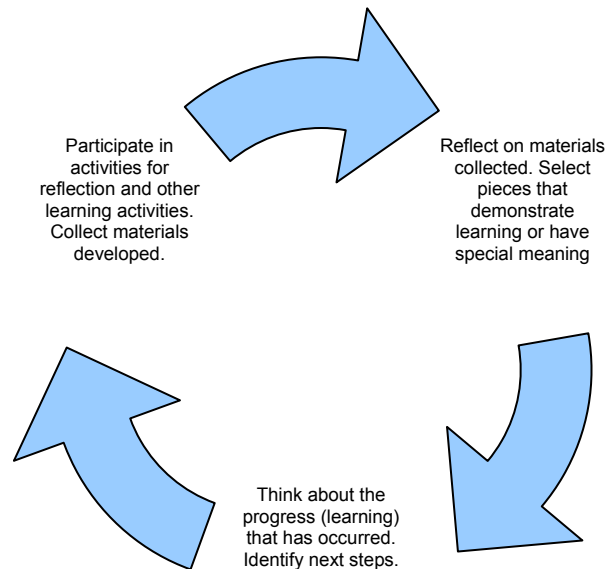 Participate in
activities for
reflection and other
learning activities.
Collect materials
developed.
Reflect on materials
collected. Select
pieces that
demonstrate
learning or have
special meaning
Think about the
progress (learning)
that has occurred.
Identify next steps.